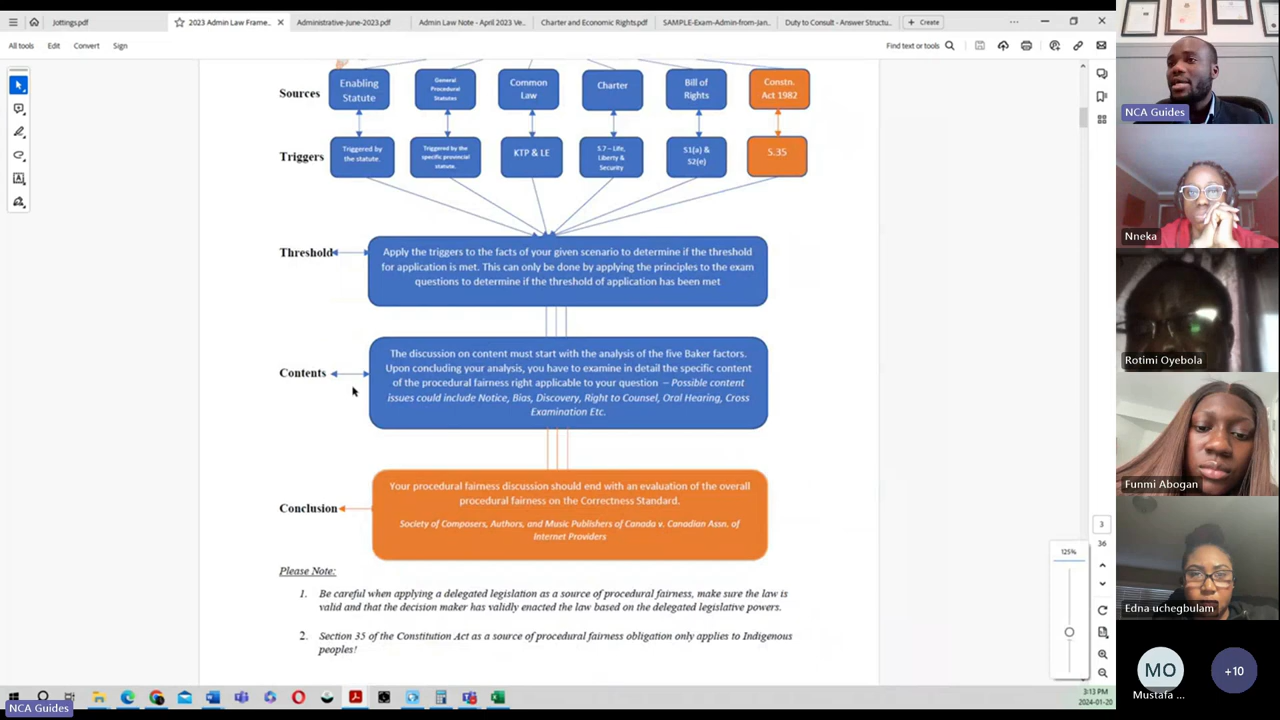 Jottings.pdf
2023 Admin Law Frame...
Administrative-June-2023.pdf
Admin Law Note - April 2023 Ve...
Charter and Economic Rights.pdf
SAMPLE-Exam-Admin-from-Jan...
Duty to Consult - Answer Structu...
+ Create
All tools Edit Convert Sign
Find text or tools
Sources
Enabling
Statute
General
Procedural
Statutes
Common
Law
Charter
Bill of
Rights
Constn.
Act 1982
Triggers
Triggered by
the statute.
Triggered by the
specific provincial
statute.
KTP & LE
S.7 – Life,
Liberty &
Security
S1(a) &
S2(e)
S.35
Threshold
Apply the triggers to the facts of your given scenario to determine if the threshold
for application is met. This can only be done by applying the principles to the exam
questions to determine if the threshold of application has been met
Contents
The discussion on content must start with the analysis of the five Baker factors.
Upon concluding your analysis, you have to examine in detail the specific content
of the procedural fairness right applicable to your question – Possible content
issues could include Notice, Bias, Discovery, Right to Counsel, Oral Hearing, Cross
Examination Etc.
Conclusion
Your procedural fairness discussion should end with an evaluation of the overall
procedural fairness on the Correctness Standard.
Society of Composers, Authors, and Music Publishers of Canada v. Canadian Assn. of
Internet Providers
Please Note:
1. Be careful when applying a delegated legislation as a source of procedural fairness, make sure the law is
valid and that the decision maker has validly enacted the law based on the delegated legislative powers.
2. Section 35 of the Constitution Act as a source of procedural fairness obligation only applies to Indigenous
peoples!
3
36
125%
3:13 PM
2024-01-20
NCA Guides
NCA Guides
Nneka
Rotimi Oyebola
Funmi Abogan
Edna uchegbulam
MO
Mustafa ...
+10